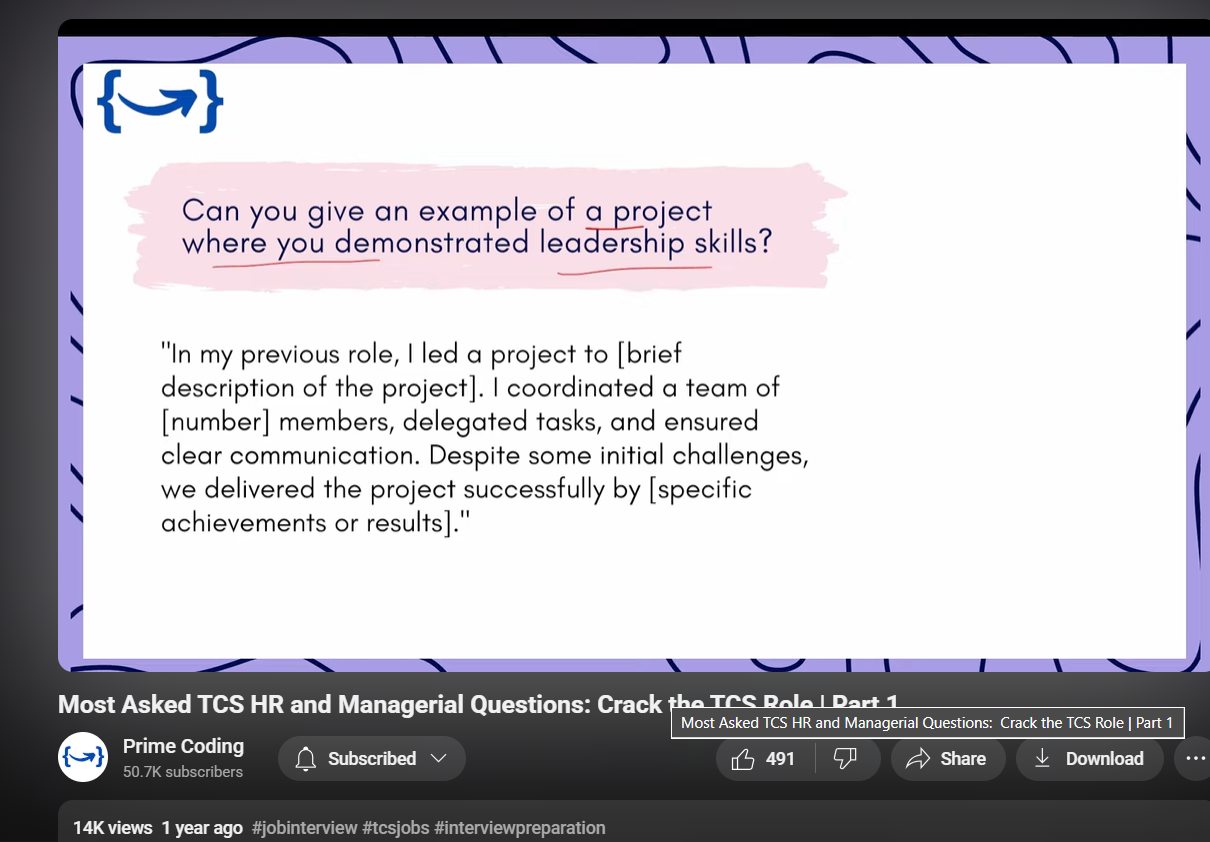 Can you give an example of a project
where you demonstrated leadership skills?
"In my previous role, I led a project to [brief
description of the project]. I coordinated a team of
[number] members, delegated tasks, and ensured
clear communication. Despite some initial challenges,
we delivered the project successfully by [specific
achievements or results]."
Most Asked TCS HR and Managerial Questions: Crack the TCS Role | Part 1
Most Asked TCS HR and Managerial Questions: Crack the TCS Role | Part 1
Prime Coding
50.7K subscribers
Subscribed
491
Share
Download
14K views 1 year ago #jobinterview #tcsjobs #interviewpreparation